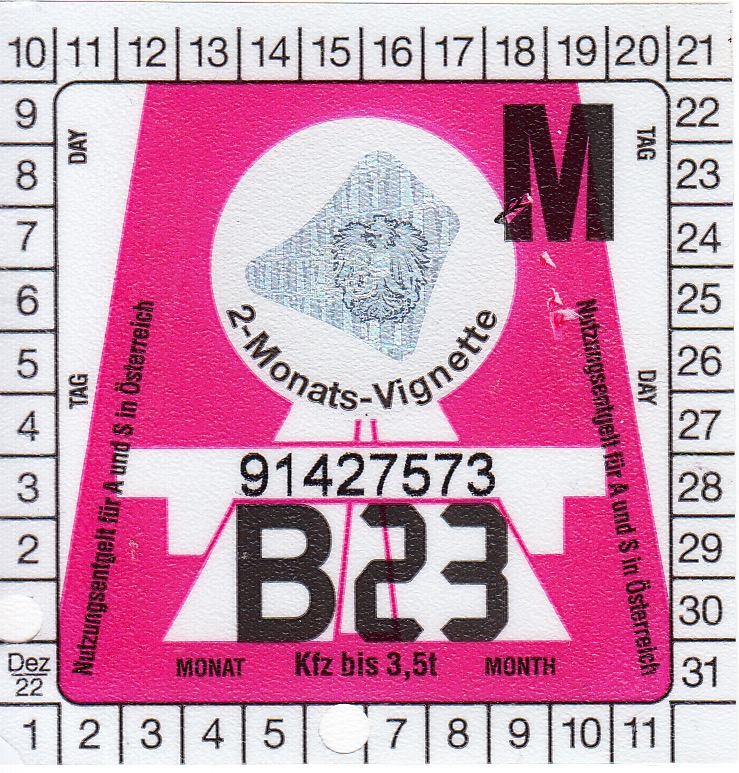 10 11 12 13 14 15 16 17 18 19 20 21
9
8
7
6
5
4
3
2
Dez
22
1 2 3 4 5 7 8 9 10 11
22
23
24
25
26
27
28
29
30
31
DAY
TAG
TAG
DAY
M
2-Monats-Vignette
Nutzungsentgelt für A und S in Österreich
Nutzungsentgelt für A und S in Österreich
91427573
B23
MONAT Kfz bis 3,5t MONTH